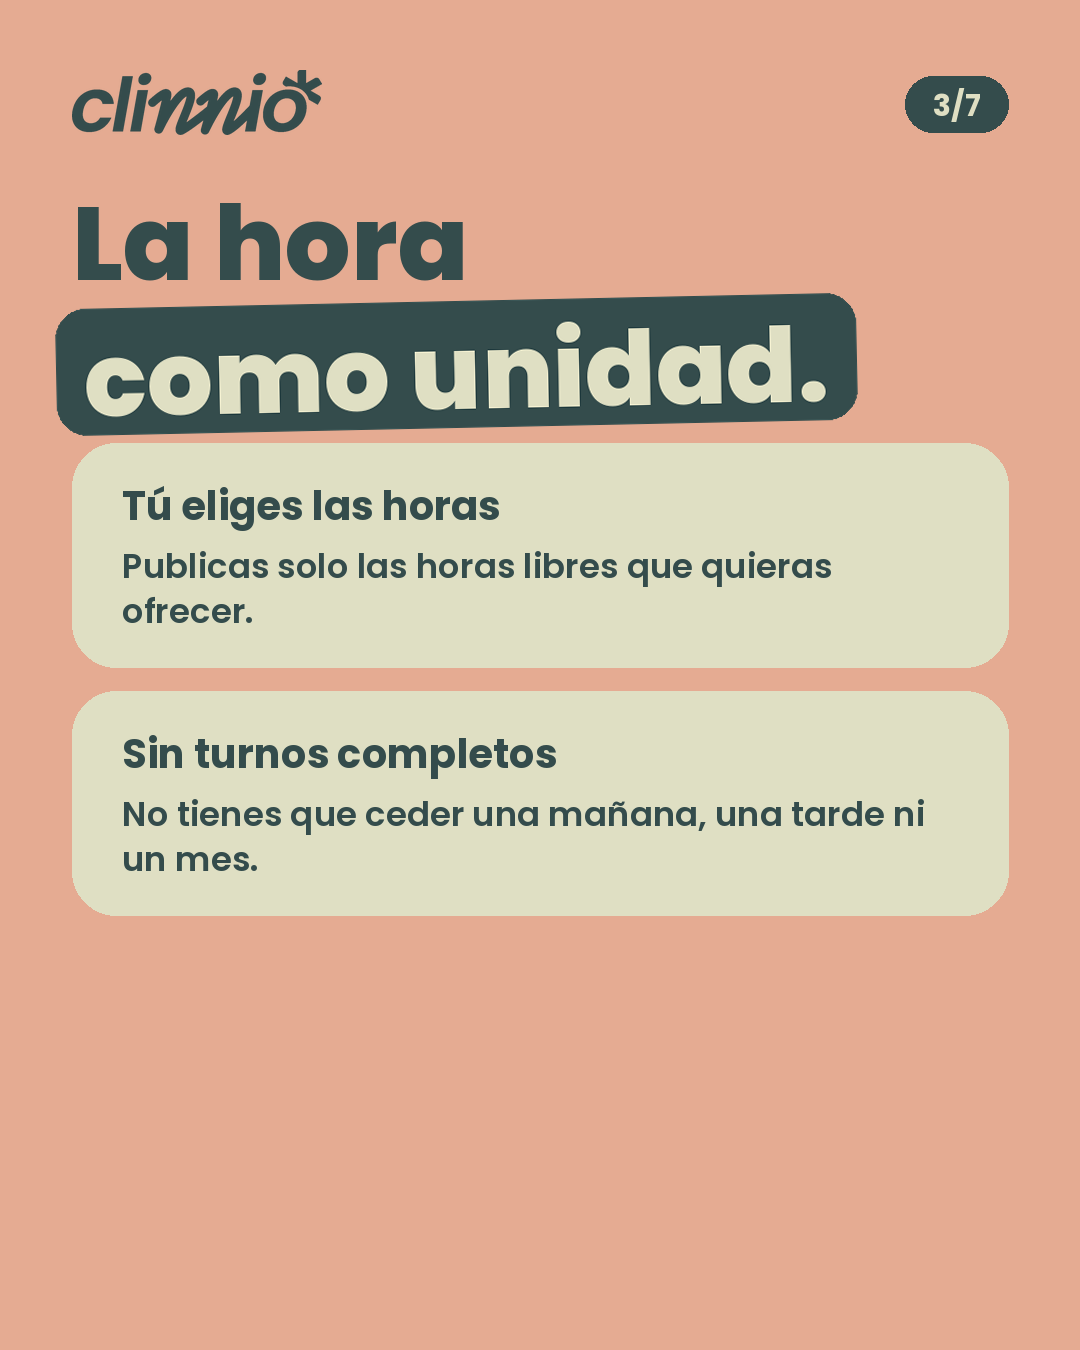 clinnio*
3/7
La hora
como unidad.
Tú eliges las horas
Publicas solo las horas libres que quieras
ofrecer.
Sin turnos completos
No tienes que ceder una mañana, una tarde ni
un mes.